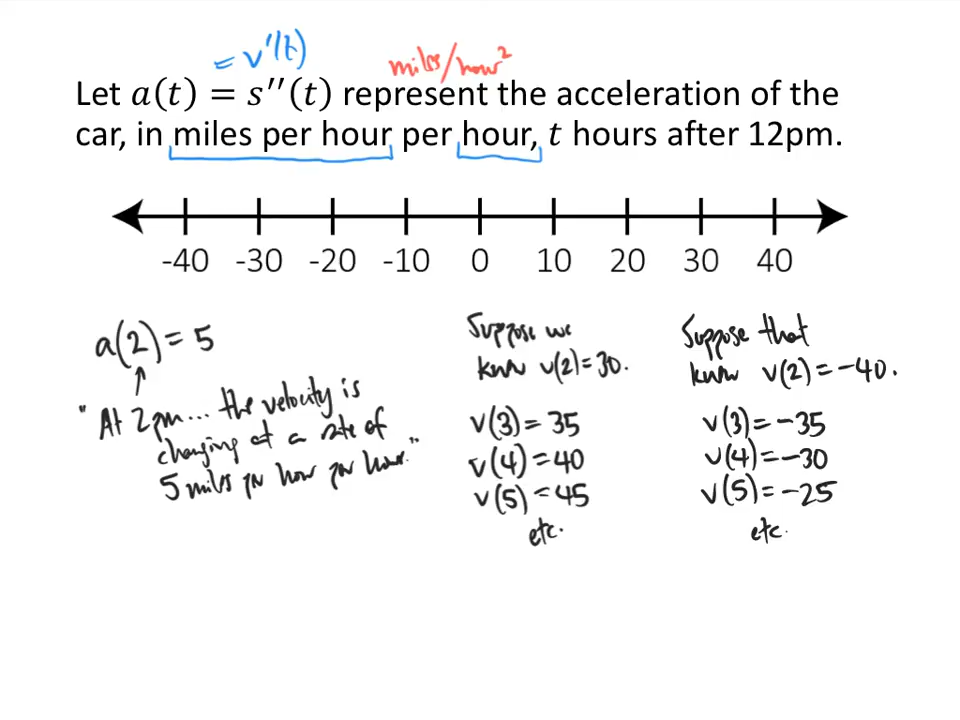 = v'(t)
miles/hour²
Let a(t) = s′′(t) represent the acceleration of the
car, in miles per hour per hour, t hours after 12pm.
-40 -30 -20 -10 0 10 20 30 40
a(2) = 5
"At 2pm... the velocity is
changing at a rate of
5 miles per hour per hour."
Suppose we
know v(2)=30.
v(3) = 35
v(4) = 40
v(5) = 45
etc.
Suppose that
know v(2) = -40.
v(3) = -35
v(4) = -30
v(5) = -25
etc.